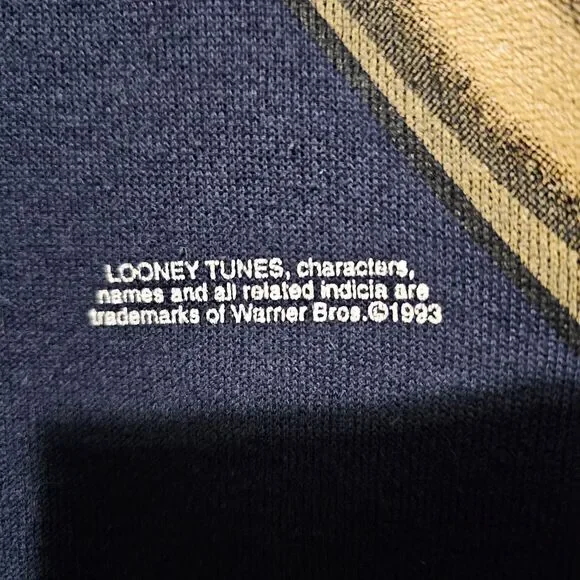 LOONEY TUNES, characters,
names and all related indicia are
trademarks of Warner Bros.©1993